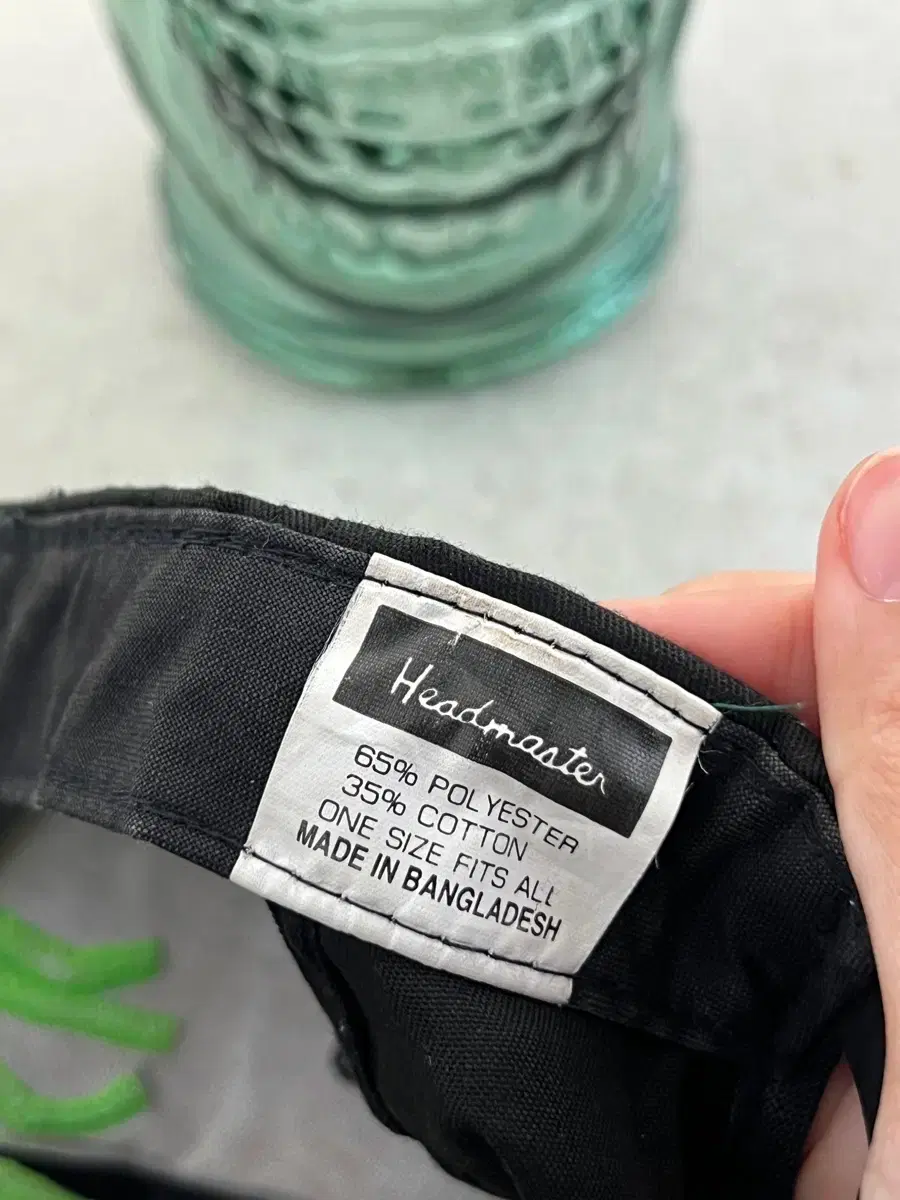 Headmaster
65% POLYESTER
35% COTTON
ONE SIZE FITS ALL
MADE IN BANGLADESH